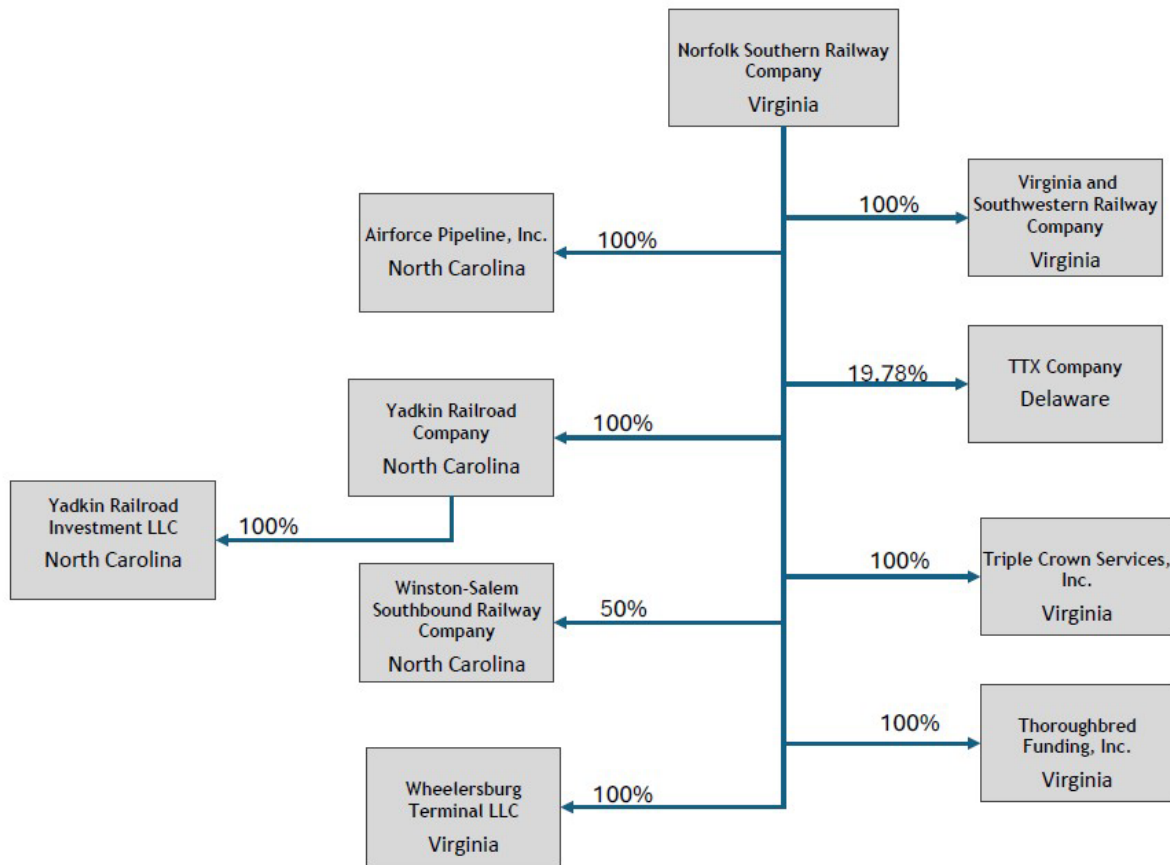 Norfolk Southern Railway
Company
Virginia
100%
Virginia and
Southwestern Railway
Company
Virginia
Airforce Pipeline, Inc.
North Carolina
100%
19.78%
TTX Company
Delaware
Yadkin Railroad
Company
North Carolina
100%
Yadkin Railroad
Investment LLC
North Carolina
100%
100%
Triple Crown Services,
Inc.
Virginia
Winston-Salem
Southbound Railway
Company
North Carolina
50%
100%
Thoroughbred
Funding, Inc.
Virginia
Wheelersburg
Terminal LLC
Virginia
100%